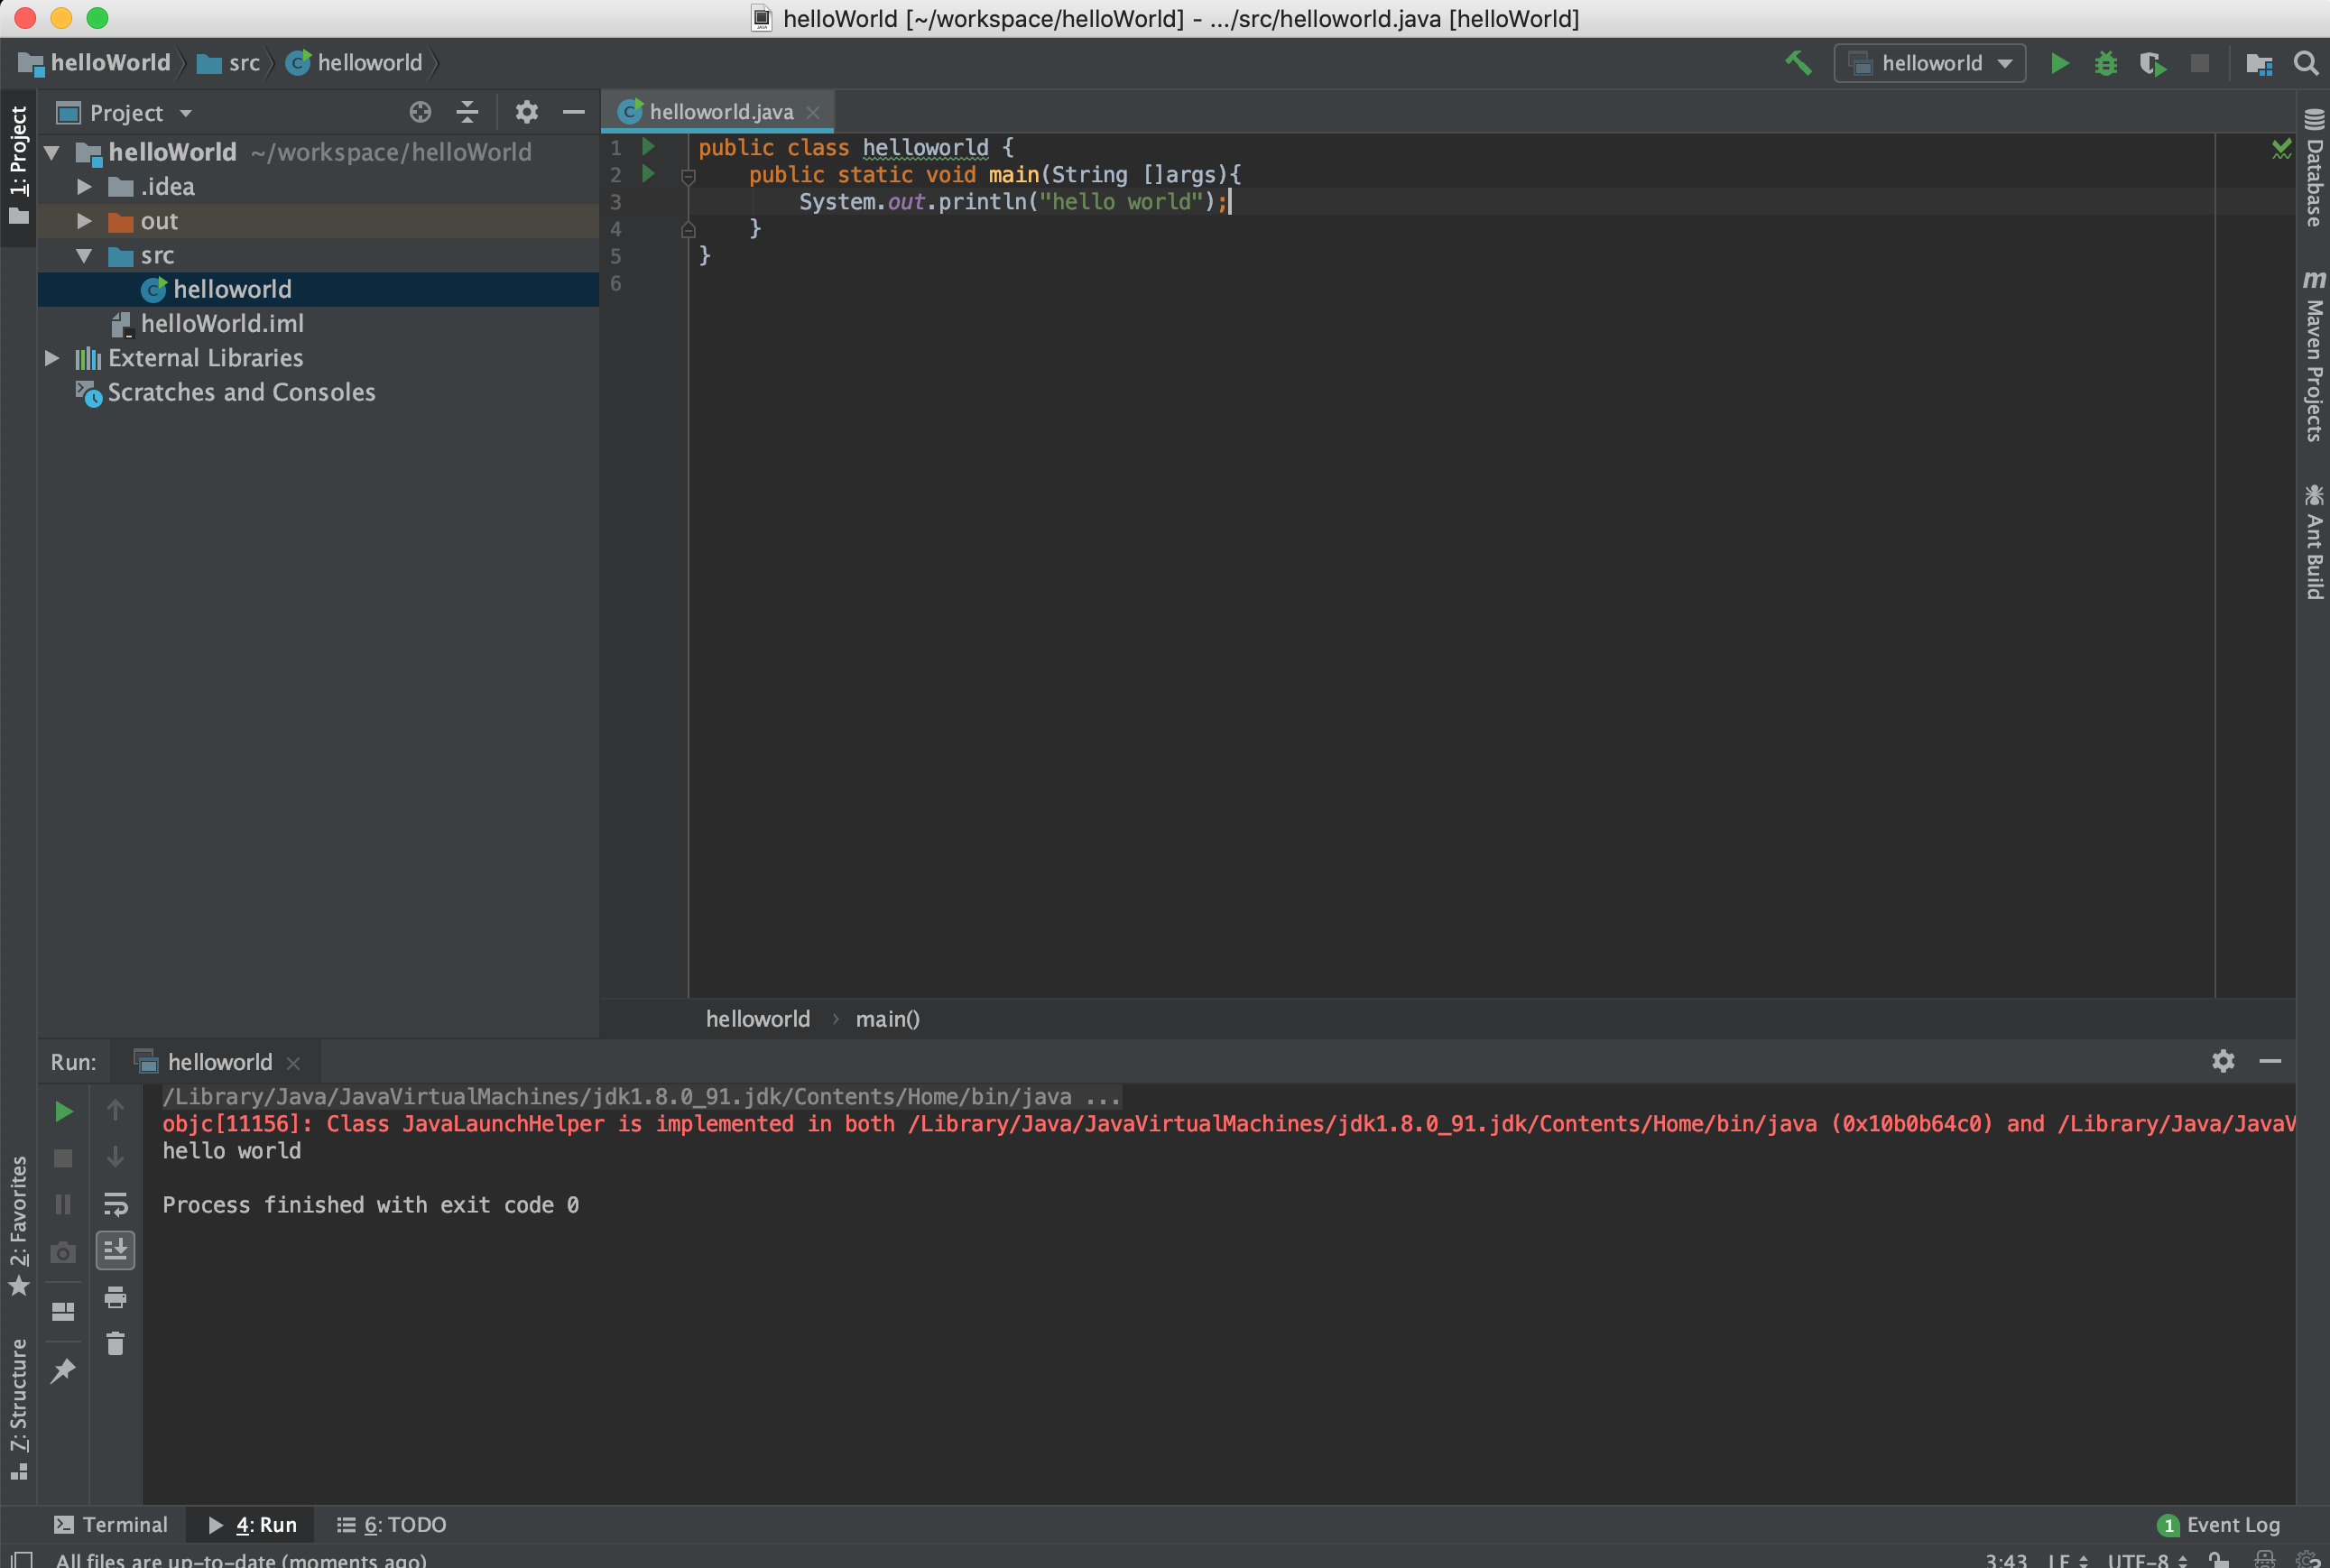 helloWorld [~/workspace/helloWorld] - .../src/helloworld.java [helloWorld]
helloWorld src helloworld
helloworld
1: Project
Project
helloWorld ~/workspace/helloWorld
.idea
out
src
helloworld
helloWorld.iml
External Libraries
Scratches and Consoles
helloworld.java
1 public class helloworld {
2 public static void main(String []args){
3 System.out.println("hello world");
4 }
5 }
6
helloworld › main()
Database
m Maven Projects
Ant Build
Run: helloworld
/Library/Java/JavaVirtualMachines/jdk1.8.0_91.jdk/Contents/Home/bin/java ...
objc[11156]: Class JavaLaunchHelper is implemented in both /Library/Java/JavaVirtualMachines/jdk1.8.0_91.jdk/Contents/Home/bin/java (0x10b0b64c0) and /Library/Java/JavaV
hello world
Process finished with exit code 0
2: Favorites
7: Structure
Terminal 4: Run 6: TODO
1 Event Log
All files are up-to-date (moments ago)
3:43 LF UTF-8